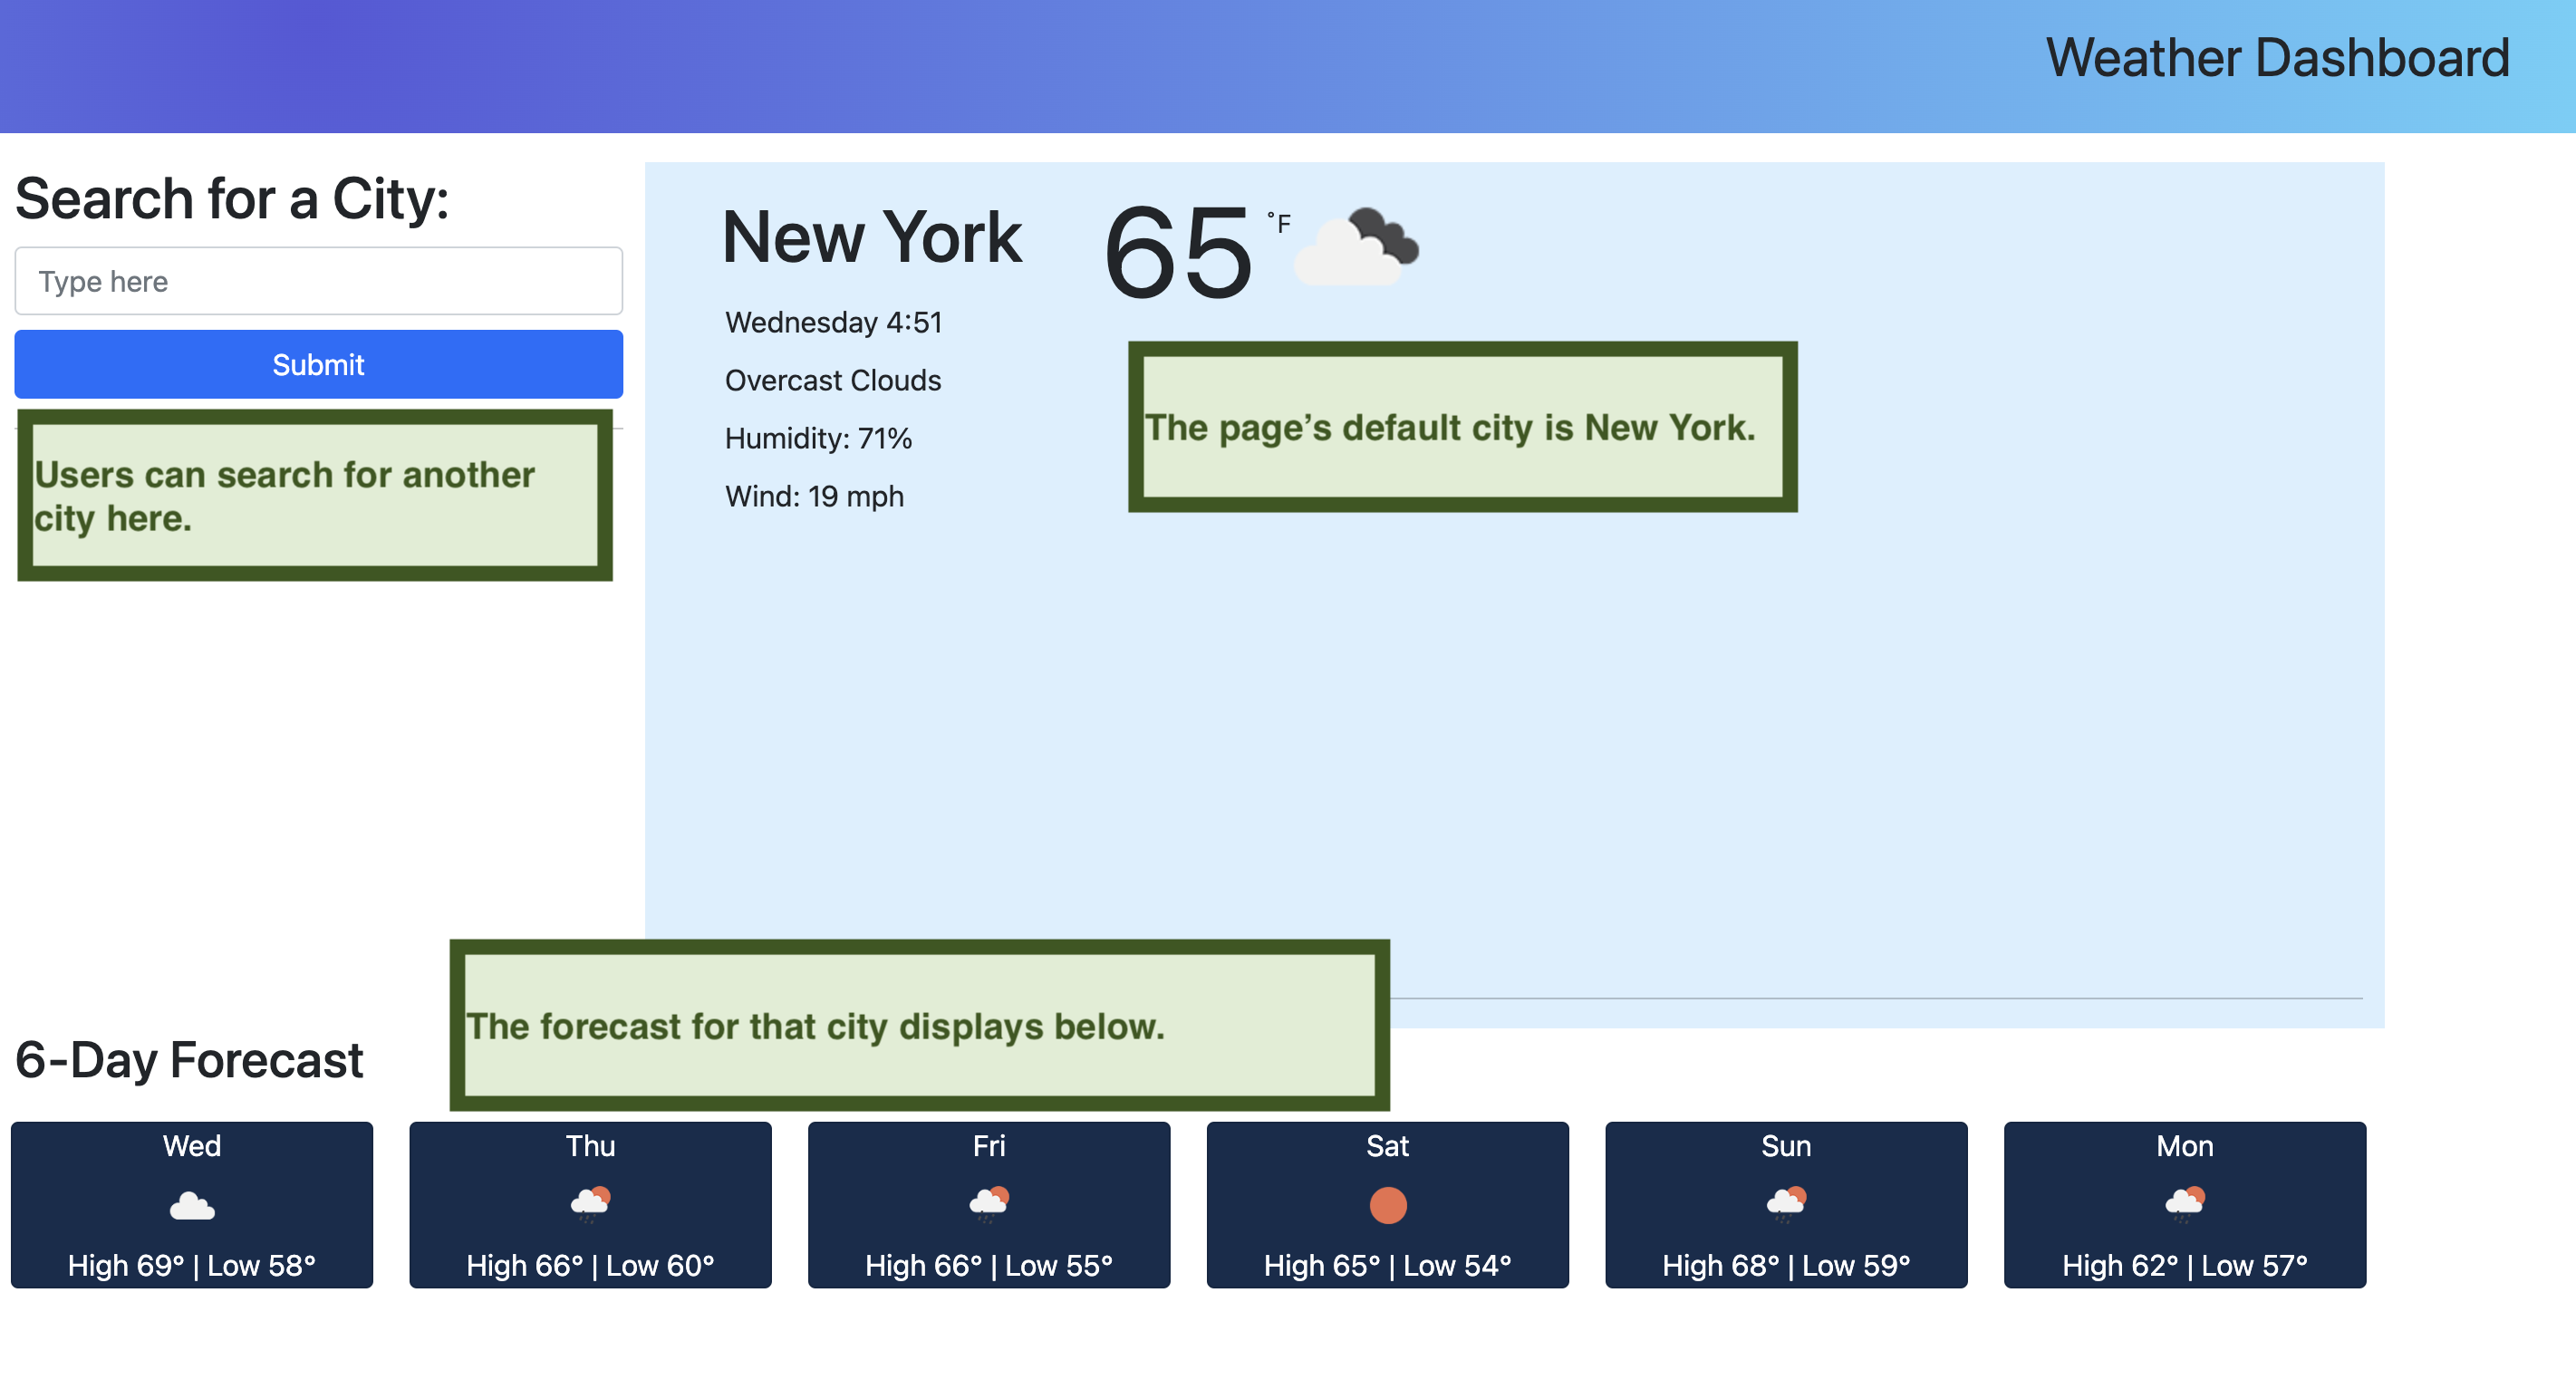 Weather Dashboard
Search for a City:
Type here
Submit
Users can search for another
city here.
New York
65 °F
Wednesday 4:51
Overcast Clouds
Humidity: 71%
Wind: 19 mph
The page’s default city is New York.
The forecast for that city displays below.
6-Day Forecast
Wed
High 69° | Low 58°
Thu
High 66° | Low 60°
Fri
High 66° | Low 55°
Sat
High 65° | Low 54°
Sun
High 68° | Low 59°
Mon
High 62° | Low 57°